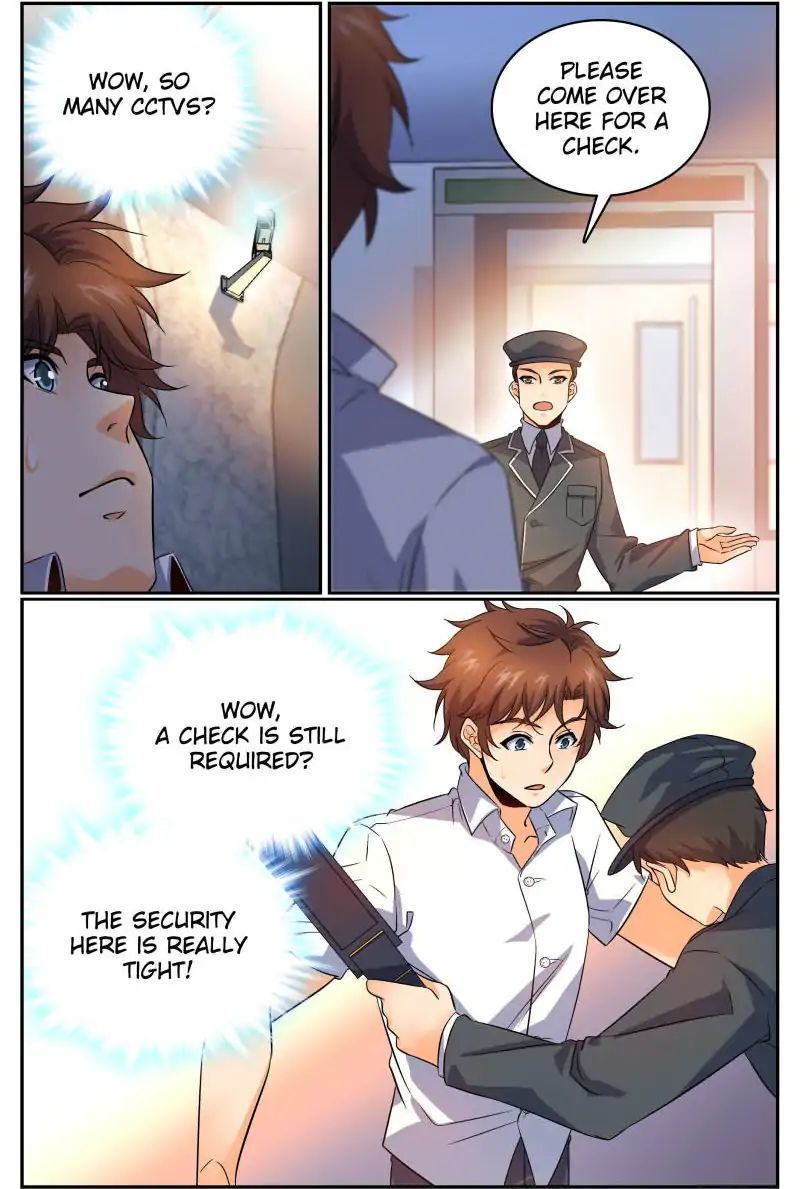 WOW, SO
MANY CCTVS?
PLEASE
COME OVER
HERE FOR A
CHECK.
WOW,
A CHECK IS STILL
REQUIRED?
THE SECURITY
HERE IS REALLY
TIGHT!